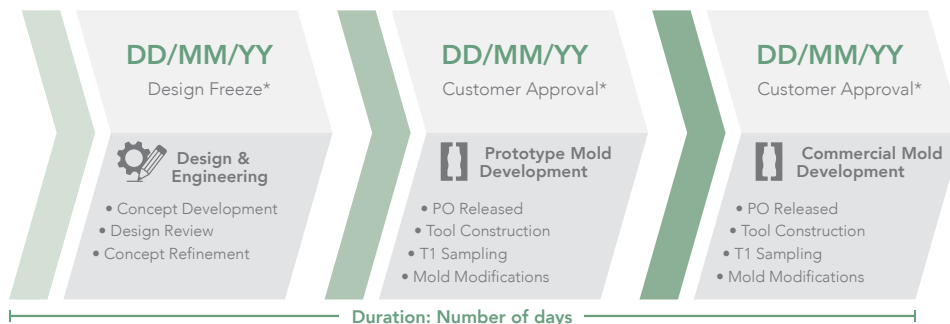 DD/MM/YY
Design Freeze*
Design &
Engineering
• Concept Development
• Design Review
• Concept Refinement
DD/MM/YY
Customer Approval*
Prototype Mold
Development
• PO Released
• Tool Construction
• T1 Sampling
• Mold Modifications
DD/MM/YY
Customer Approval*
Commercial Mold
Development
• PO Released
• Tool Construction
• T1 Sampling
• Mold Modifications
Duration: Number of days